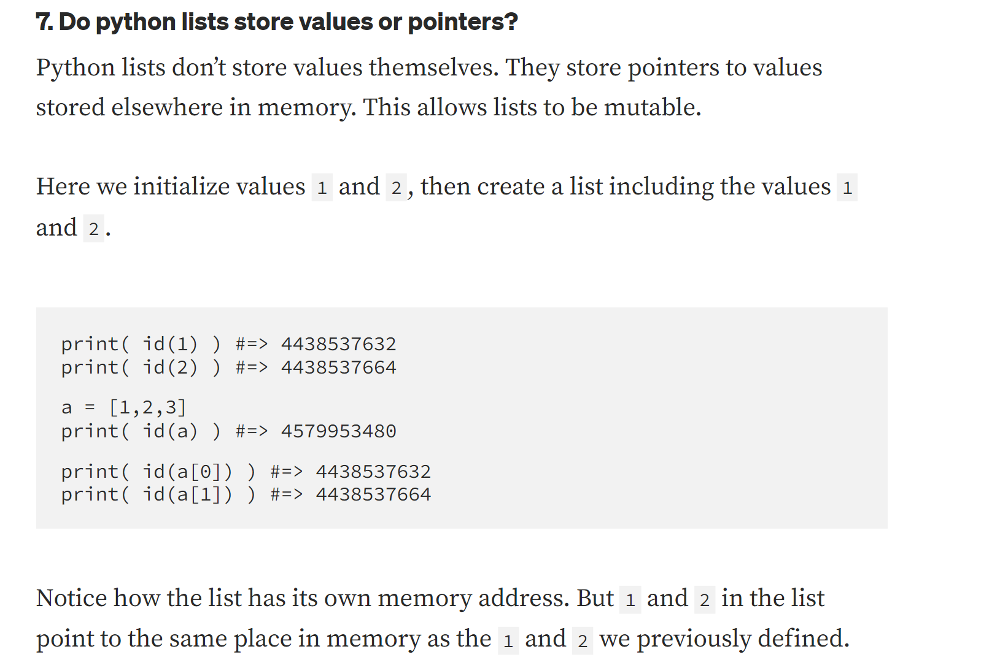 7. Do python lists store values or pointers?
Python lists don’t store values themselves. They store pointers to values
stored elsewhere in memory. This allows lists to be mutable.
Here we initialize values 1 and 2, then create a list including the values 1
and 2.
print( id(1) ) #=> 4438537632
print( id(2) ) #=> 4438537664
a = [1,2,3]
print( id(a) ) #=> 4579953480
print( id(a[0]) ) #=> 4438537632
print( id(a[1]) ) #=> 4438537664
Notice how the list has its own memory address. But 1 and 2 in the list
point to the same place in memory as the 1 and 2 we previously defined.